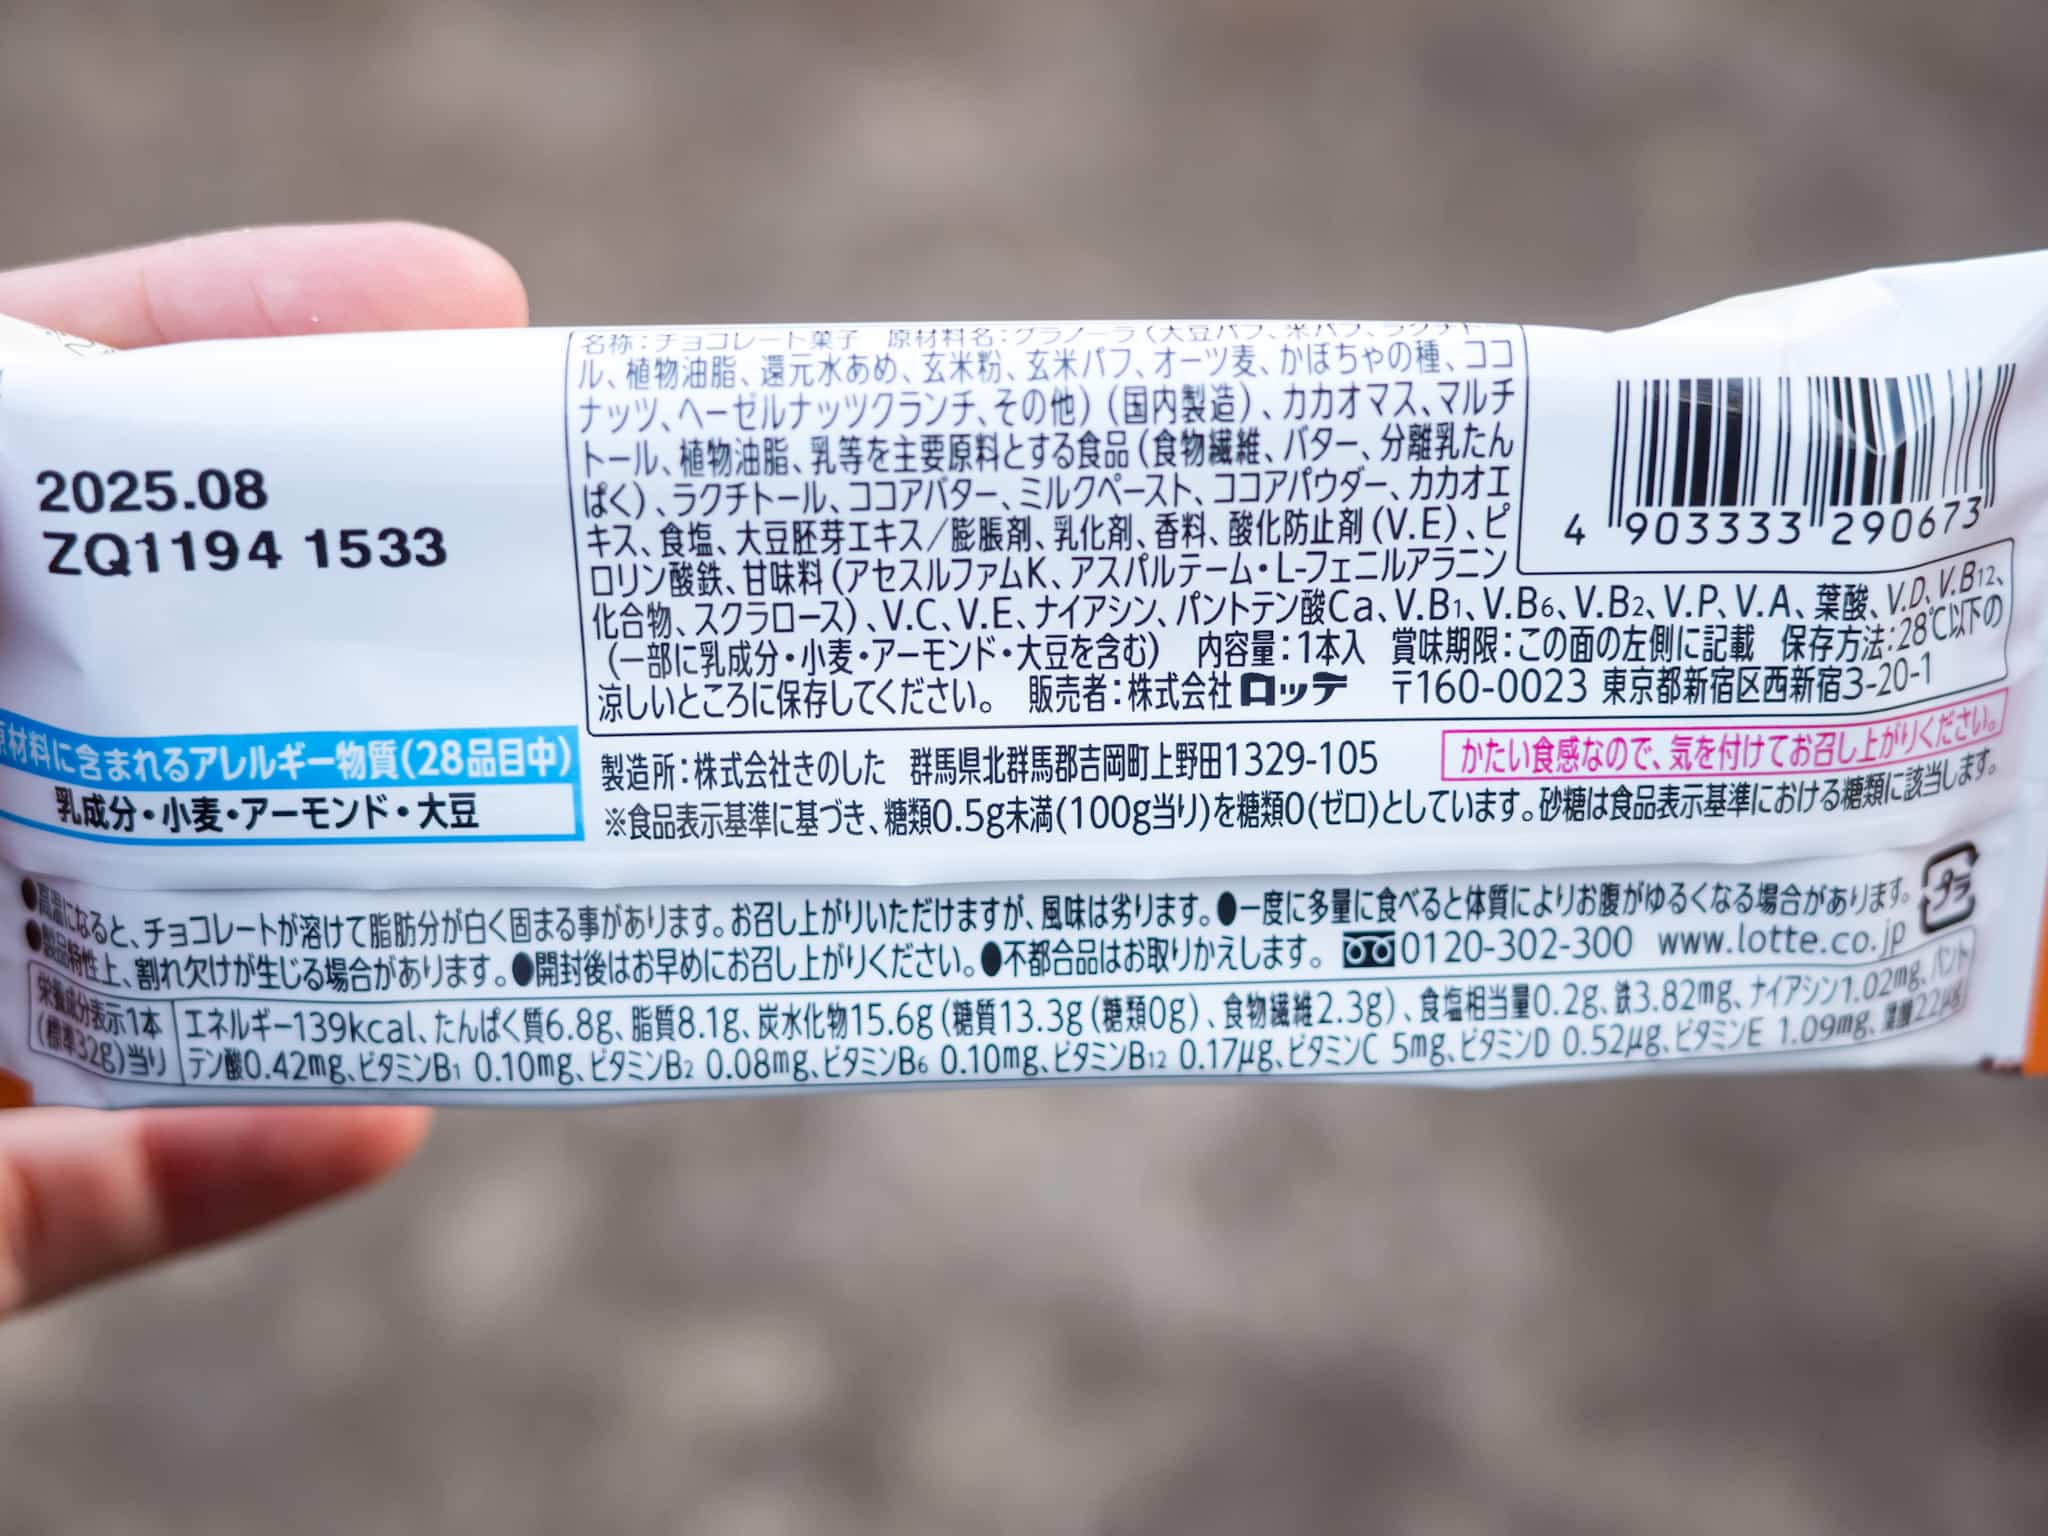 2025.08
ZQ1194 1533
名称:チョコレート菓子 原材料名:グラノーラ(大豆パフ、米パフ、ラクチトー
ル、植物油脂、還元水あめ、玄米粉、玄米パフ、オーツ麦、かぼちゃの種、ココ
ナッツ、ヘーゼルナッツクランチ、その他)(国内製造)、カカオマス、マルチ
トール、植物油脂、乳等を主要原料とする食品(食物繊維、バター、分離乳たん
ぱく)、ラクチトール、ココアバター、ミルクペースト、ココアパウダー、カカオエ
キス、食塩、大豆胚芽エキス/膨脹剤、乳化剤、香料、酸化防止剤(V.E)、ピ
ロリン酸鉄、甘味料(アセスルファムK、アスパルテーム・L-フェニルアラニン
化合物、スクラロース)、V.C、V.E、ナイアシン、パントテン酸Ca、V.B1、V.B6、V.B2、V.P、V.A、葉酸、V.D、V.B12、
(一部に乳成分・小麦・アーモンド・大豆を含む) 内容量:1本入 賞味期限:この面の左側に記載 保存方法:28℃以下の
涼しいところに保存してください。 販売者:株式会社ロッテ 〒160-0023 東京都新宿区西新宿3-20-1
4 903333 290673
原材料に含まれるアレルギー物質(28品目中)
乳成分・小麦・アーモンド・大豆
製造所:株式会社きのした 群馬県北群馬郡吉岡町上野田1329-105
かたい食感なので、気を付けてお召し上がりください。
※食品表示基準に基づき、糖類0.5g未満(100g当り)を糖類0(ゼロ)としています。砂糖は食品表示基準における糖類に該当します。
●高温になると、チョコレートが溶けて脂肪分が白く固まる事があります。お召し上がりいただけますが、風味は劣ります。●一度に多量に食べると体質によりお腹がゆるくなる場合があります。
●製品特性上、割れ欠けが生じる場合があります。●開封後はお早めにお召し上がりください。●不都合品はお取りかえします。 0120-302-300 www.lotte.co.jp
プラ
栄養成分表示1本
(標準32g)当り
エネルギー139kcal、たんぱく質6.8g、脂質8.1g、炭水化物15.6g(糖質13.3g(糖類0g)、食物繊維2.3g)、食塩相当量0.2g、鉄3.82mg、ナイアシン1.02mg、パント
テン酸0.42mg、ビタミンB1 0.10mg、ビタミンB2 0.08mg、ビタミンB6 0.10mg、ビタミンB12 0.17μg、ビタミンC 5mg、ビタミンD 0.52μg、ビタミンE 1.09mg、葉酸22μg